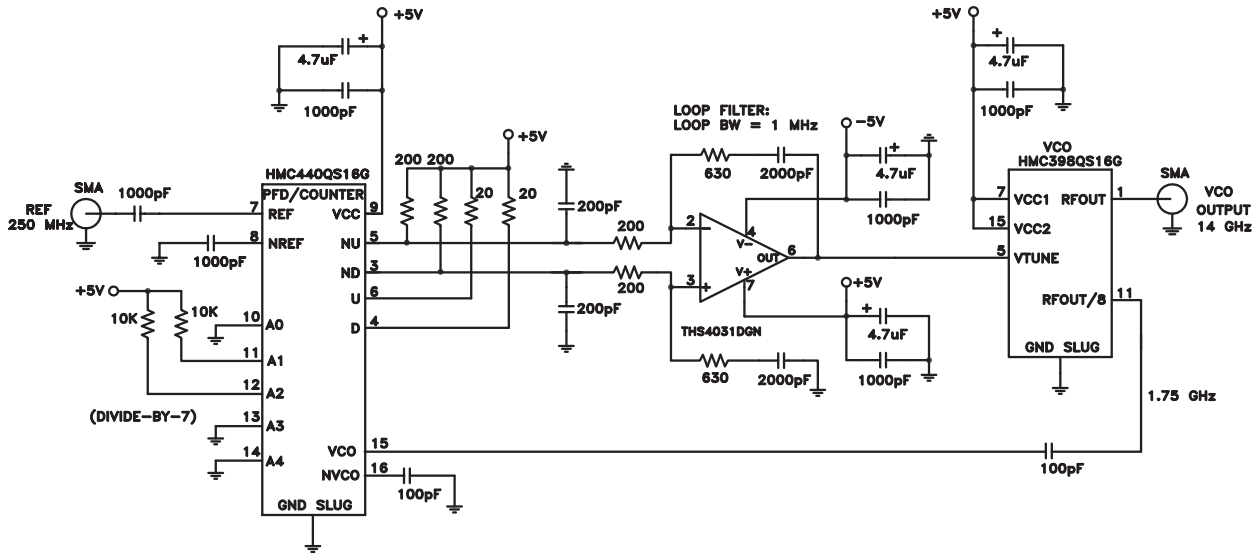 +5V
+
4.7uF
1000pF
HMC440QS16G
PFD/COUNTER
SMA
1000pF
REF
250 MHz
7 REF
8 NREF
1000pF
VCC 9
NU 5
ND 3
U 6
D 4
200 200
20
20
+5V
+5V
10K
10K
10 A0
11 A1
12 A2
13 A3
14 A4
(DIVIDE-BY-7)
VCO 15
NVCO 16
100pF
GND SLUG
200pF
200pF
200
200
LOOP FILTER:
LOOP BW = 1 MHz
630
2000pF
2 -
3 +
4
V-
V+
7
OUT 6
THS4031DGN
630
2000pF
-5V
+
4.7uF
1000pF
+5V
+
4.7uF
1000pF
+5V
+
4.7uF
1000pF
VCO
HMC398QS16G
7 VCC1
15 VCC2
5 VTUNE
RFOUT 1
RFOUT/8 11
GND SLUG
SMA
VCO
OUTPUT
14 GHz
1.75 GHz
100pF